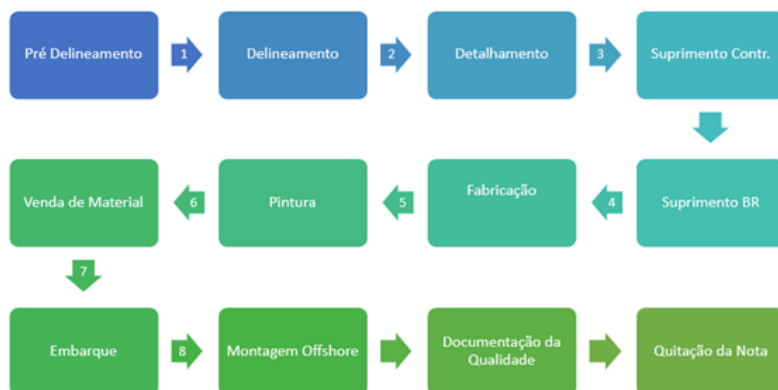 Pré Delineamento
1
Delineamento
2
Detalhamento
3
Suprimento Contr.
Suprimento BR
4
Fabricação
5
Pintura
6
Venda de Material
7
Embarque
8
Montagem Offshore
Documentação da
Qualidade
Quitação da Nota